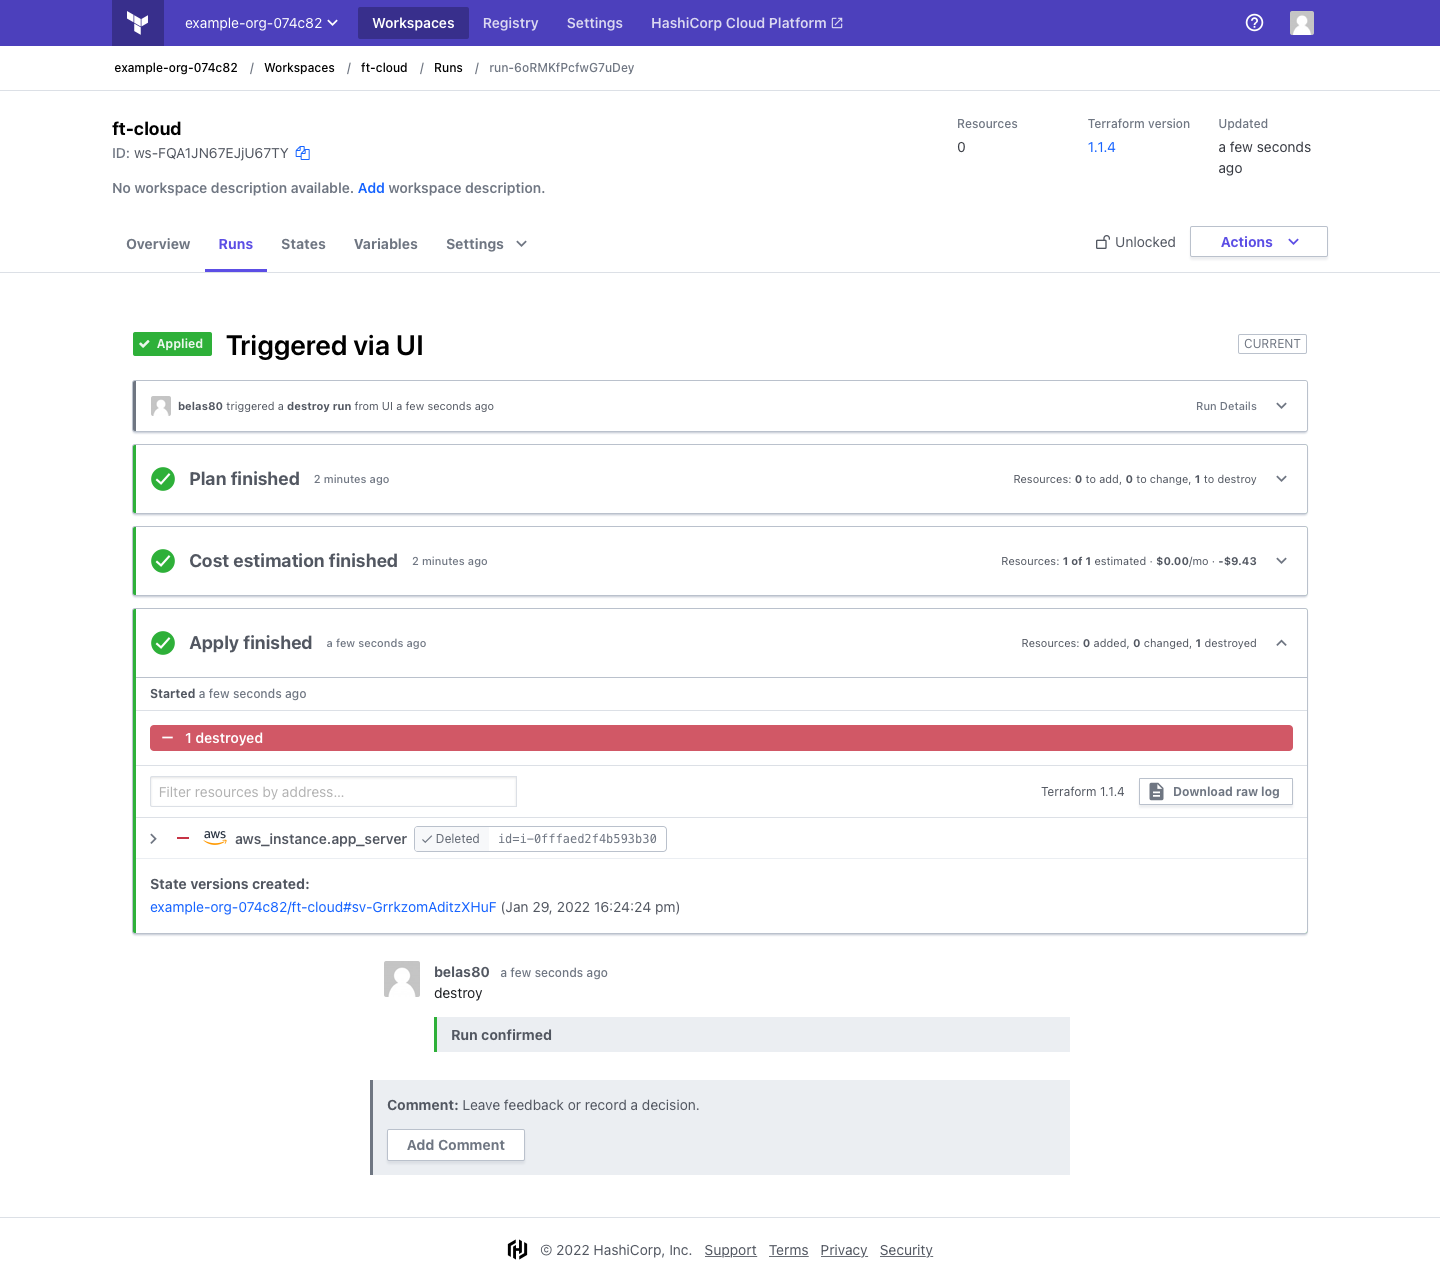 example-org-074c82 Workspaces Registry Settings HashiCorp Cloud Platform
example-org-074c82 / Workspaces / ft-cloud / Runs / run-6oRMKfPcfwG7uDey
ft-cloud
ID: ws-FQA1JN67EJjU67TY
No workspace description available. Add workspace description.
Resources
0
Terraform version
1.1.4
Updated
a few seconds
ago
Overview Runs States Variables Settings
Unlocked Actions
Applied Triggered via UI CURRENT
belas80 triggered a destroy run from UI a few seconds ago Run Details
Plan finished 2 minutes ago Resources: 0 to add, 0 to change, 1 to destroy
Cost estimation finished 2 minutes ago Resources: 1 of 1 estimated · $0.00/mo · -$9.43
Apply finished a few seconds ago Resources: 0 added, 0 changed, 1 destroyed
Started a few seconds ago
1 destroyed
Filter resources by address... Terraform 1.1.4 Download raw log
aws aws_instance.app_server Deleted id=i-0fffaed2f4b593b30
State versions created:
example-org-074c82/ft-cloud#sv-GrrkzomAditzXHuF (Jan 29, 2022 16:24:24 pm)
belas80 a few seconds ago
destroy
Run confirmed
Comment: Leave feedback or record a decision.
Add Comment
© 2022 HashiCorp, Inc. Support Terms Privacy Security